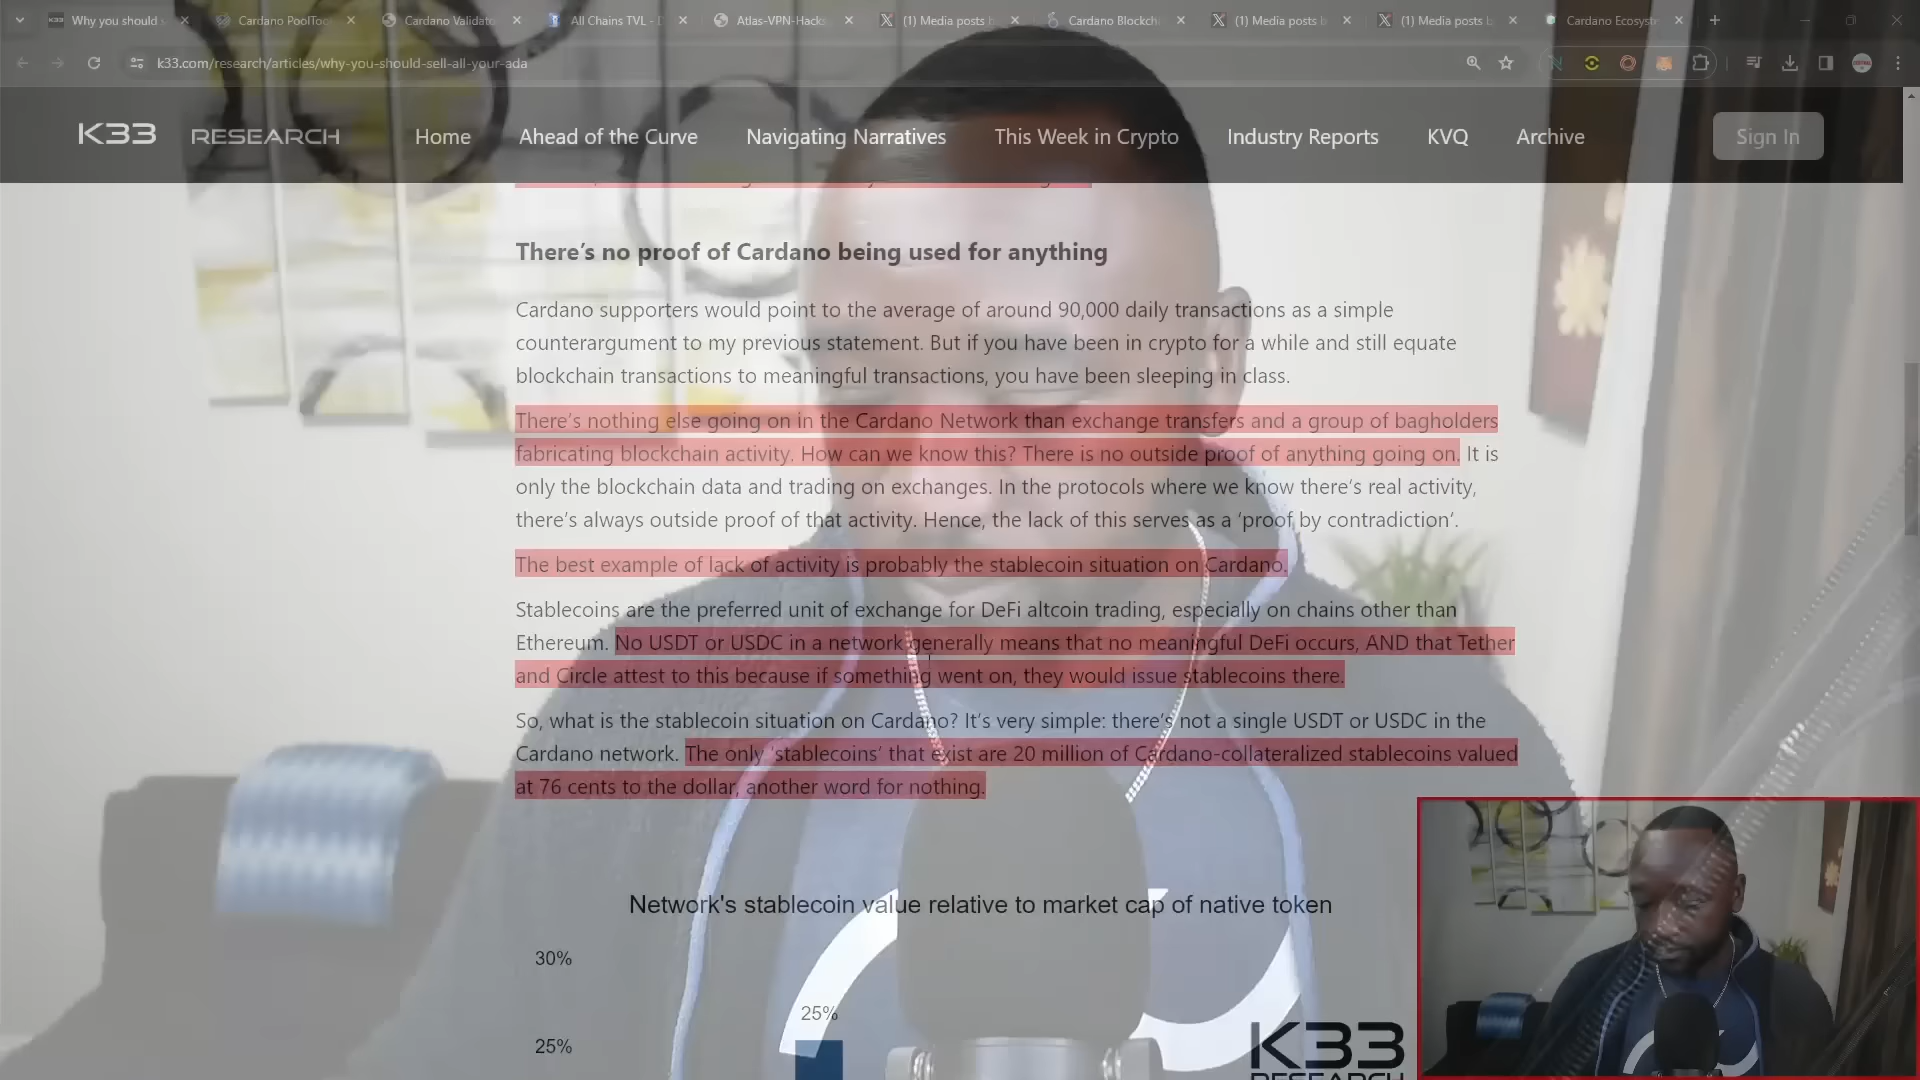 Why you should s
Cardano PoolToo
Cardano Validato
All Chains TVL - D
Atlas-VPN-Hacks
(1) Media posts b
Cardano Blockcha
(1) Media posts b
(1) Media posts b
Cardano Ecosyste
k33.com/research/articles/why-you-should-sell-all-your-ada
K33 RESEARCH
Home
Ahead of the Curve
Navigating Narratives
This Week in Crypto
Industry Reports
KVQ
Archive
Sign In
There’s no proof of Cardano being used for anything
Cardano supporters would point to the average of around 90,000 daily transactions as a simple
counterargument to my previous statement. But if you have been in crypto for a while and still equate
blockchain transactions to meaningful transactions, you have been sleeping in class.
There’s nothing else going on in the Cardano Network than exchange transfers and a group of bagholders
fabricating blockchain activity. How can we know this? There is no outside proof of anything going on. It is
only the blockchain data and trading on exchanges. In the protocols where we know there’s real activity,
there’s always outside proof of that activity. Hence, the lack of this serves as a ‘proof by contradiction’.
The best example of lack of activity is probably the stablecoin situation on Cardano.
Stablecoins are the preferred unit of exchange for DeFi altcoin trading, especially on chains other than
Ethereum. No USDT or USDC in a network generally means that no meaningful DeFi occurs, AND that Tether
and Circle attest to this because if something went on, they would issue stablecoins there.
So, what is the stablecoin situation on Cardano? It’s very simple: there’s not a single USDT or USDC in the
Cardano network. The only ‘stablecoins’ that exist are 20 million of Cardano-collateralized stablecoins valued
at 76 cents to the dollar, another word for nothing.
Network's stablecoin value relative to market cap of native token
30%
25%
25%
K33
RESEARCH